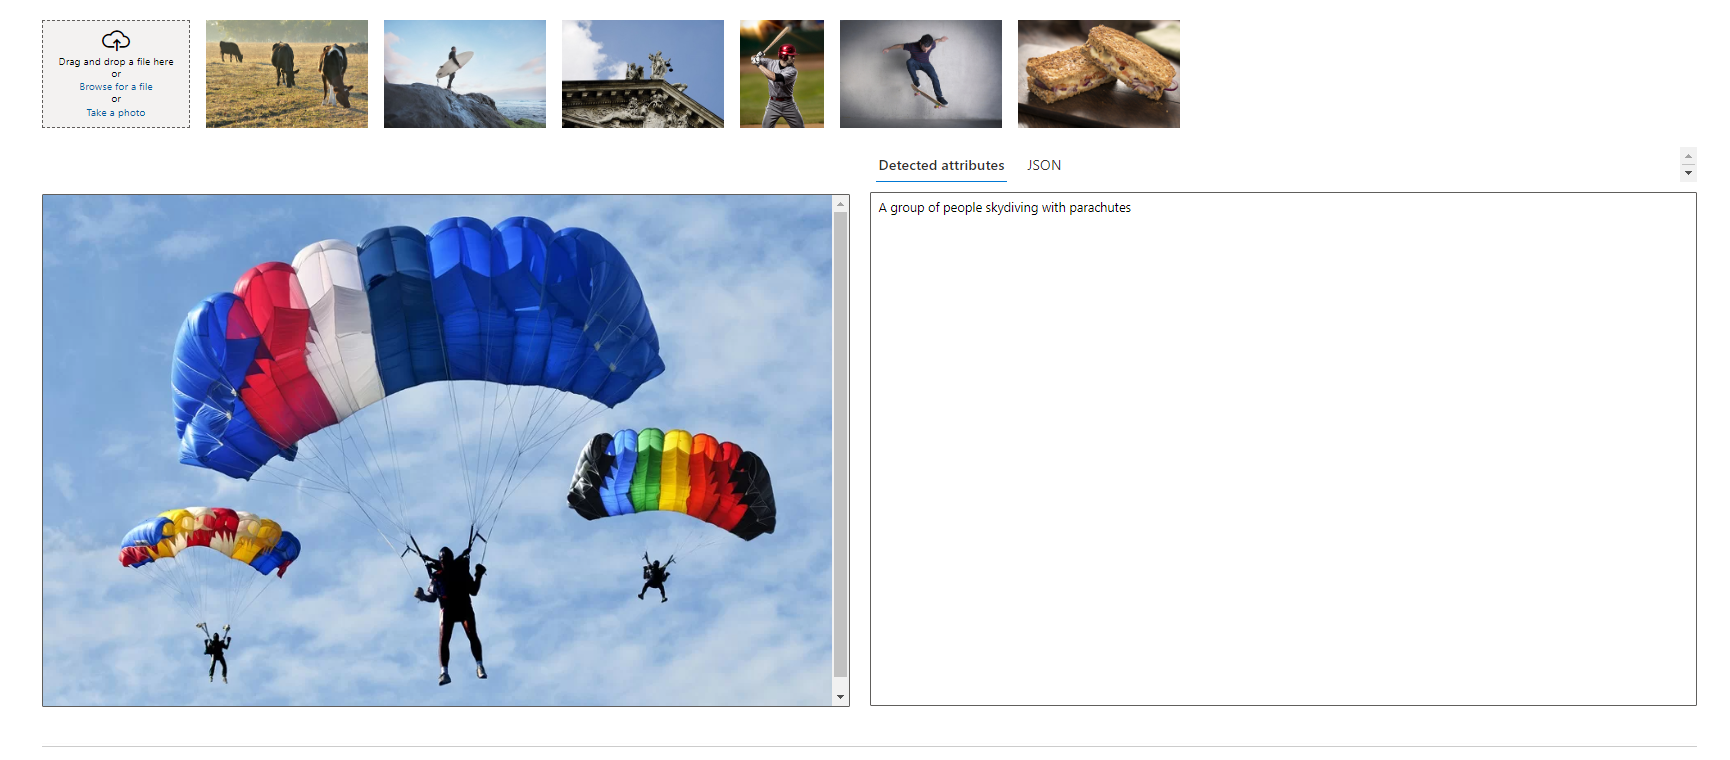 Drag and drop a file here
or
Browse for a file
or
Take a photo
Detected attributes
JSON
A group of people skydiving with parachutes